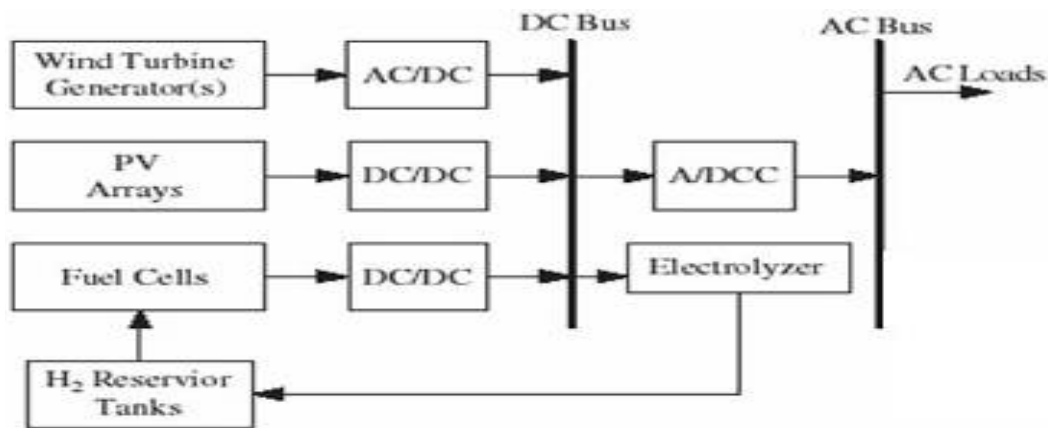 DC Bus
AC Bus
Wind Turbine
Generator(s)
AC/DC
AC Loads
PV
Arrays
DC/DC
A/DCC
Fuel Cells
DC/DC
Electrolyzer
H₂ Reservior
Tanks